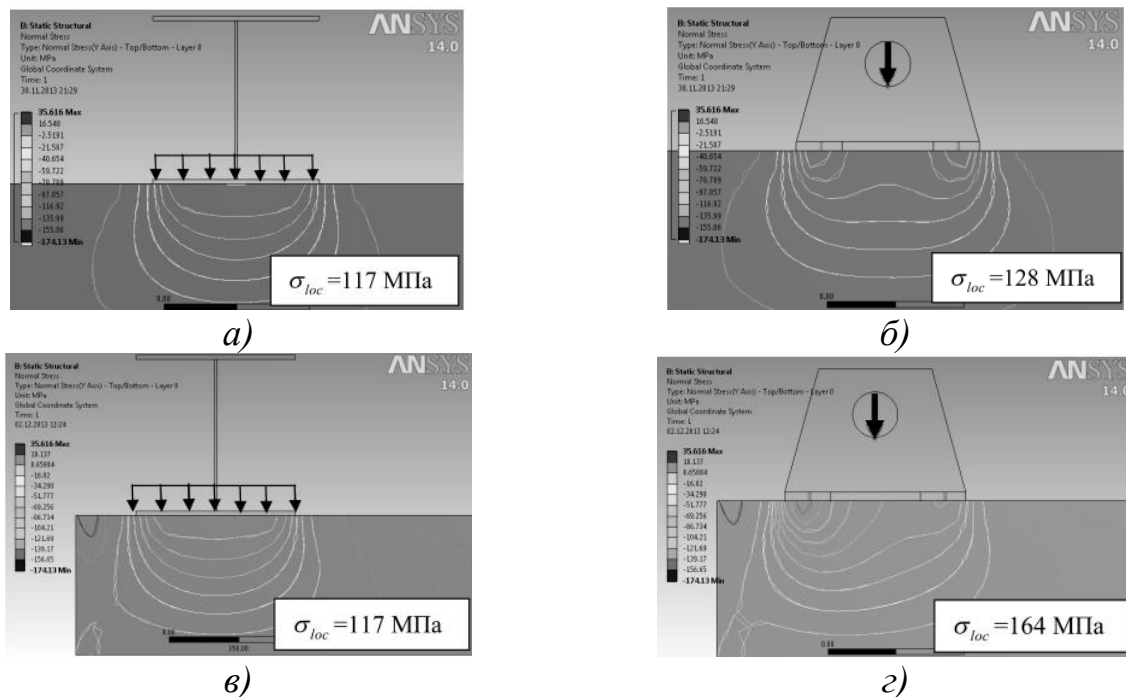 B: Static Structural
Normal Stress
Type: Normal Stress(Y Axis) - Top/Bottom - Layer 0
Unit: MPa
Global Coordinate System
Time: 1
30.11.2013 21:29
35.616 Max
16.548
-2.5191
-21.587
-40.654
-59.722
-78.789
-97.857
-116.92
-135.99
-155.06
-174.13 Min
ANSYS
14.0
0.00
σloc =117 МПа
а)
B: Static Structural
Normal Stress
Type: Normal Stress(Y Axis) - Top/Bottom - Layer 0
Unit: MPa
Global Coordinate System
Time: 1
30.11.2013 21:29
35.616 Max
16.548
-2.5191
-21.587
-40.654
-59.722
-78.789
-97.857
-116.92
-135.99
-155.06
-174.13 Min
ANSYS
14.0
0.00
σloc =128 МПа
б)
B: Static Structural
Normal Stress
Type: Normal Stress(Y Axis) - Top/Bottom - Layer 0
Unit: MPa
Global Coordinate System
Time: 1
02.12.2013 12:24
35.616 Max
18.137
0.65884
-16.82
-34.298
-51.777
-69.256
-86.734
-104.21
-121.69
-139.17
-156.65
-174.13 Min
ANSYS
14.0
0.00
350.00
σloc =117 МПа
в)
B: Static Structural
Normal Stress
Type: Normal Stress(Y Axis) - Top/Bottom - Layer 0
Unit: MPa
Global Coordinate System
Time: 1
02.12.2013 12:24
35.616 Max
18.137
0.65884
-16.82
-34.298
-51.777
-69.256
-86.734
-104.21
-121.69
-139.17
-156.65
-174.13 Min
ANSYS
14.0
0.00
σloc =164 МПа
г)